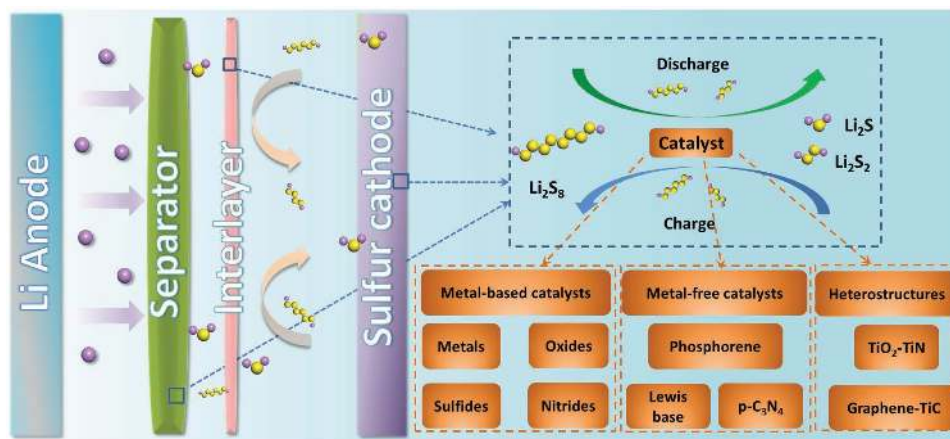 Li Anode
Separator
Interlayer
Sulfur cathode
Discharge
Catalyst
Charge
Li₂S₈
Li₂S
Li₂S₂
Metal-based catalysts
Metals
Oxides
Sulfides
Nitrides
Metal-free catalysts
Phosphorene
Lewis
base
p-C₃N₄
Heterostructures
TiO₂-TiN
Graphene-TiC